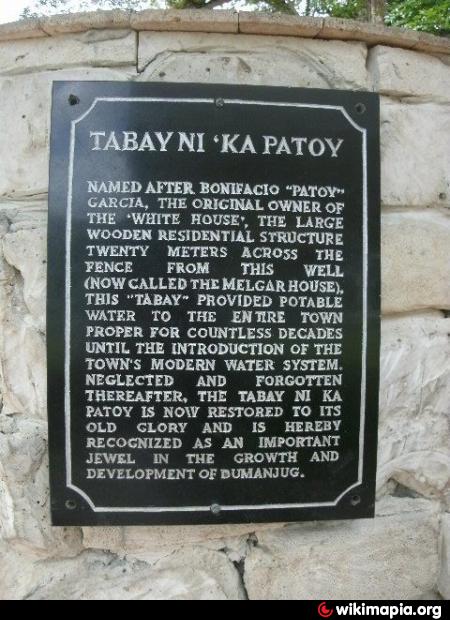 TABAY NI ‘KA PATOY
NAMED AFTER BONIFACIO "PATOY"
GARCIA, THE ORIGINAL OWNER OF
THE ‘WHITE HOUSE’, THE LARGE
WOODEN RESIDENTIAL STRUCTURE
TWENTY METERS ACROSS THE
FENCE FROM THIS WELL
(NOW CALLED THE MELGAR HOUSE),
THIS "TABAY" PROVIDED POTABLE
WATER TO THE ENTIRE TOWN
PROPER FOR COUNTLESS DECADES
UNTIL THE INTRODUCTION OF THE
TOWN'S MODERN WATER SYSTEM.
NEGLECTED AND FORGOTTEN
THEREAFTER, THE TABAY NI KA
PATOY IS NOW RESTORED TO ITS
OLD GLORY AND IS HEREBY
RECOGNIZED AS AN IMPORTANT
JEWEL IN THE GROWTH AND
DEVELOPMENT OF DUMANJUG.
wikimapia.org